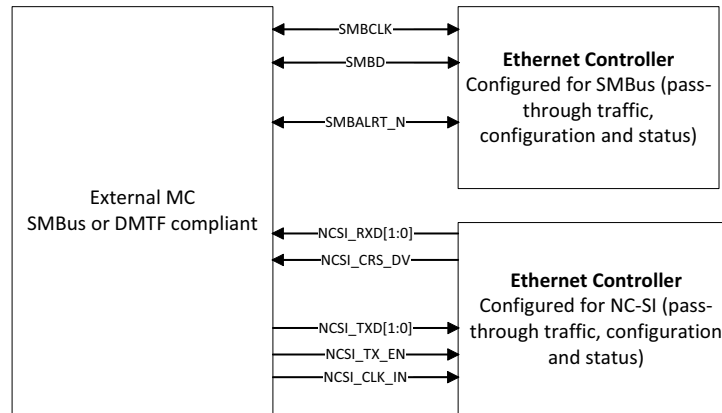 SMBCLK
SMBD
SMBALRT_N
Ethernet Controller
Configured for SMBus (pass-
through traffic,
configuration and status)
External MC
SMBus or DMTF compliant
NCSI_RXD[1:0]
NCSI_CRS_DV
NCSI_TXD[1:0]
NCSI_TX_EN
NCSI_CLK_IN
Ethernet Controller
Configured for NC-SI (pass-
through traffic, configuration
and status)